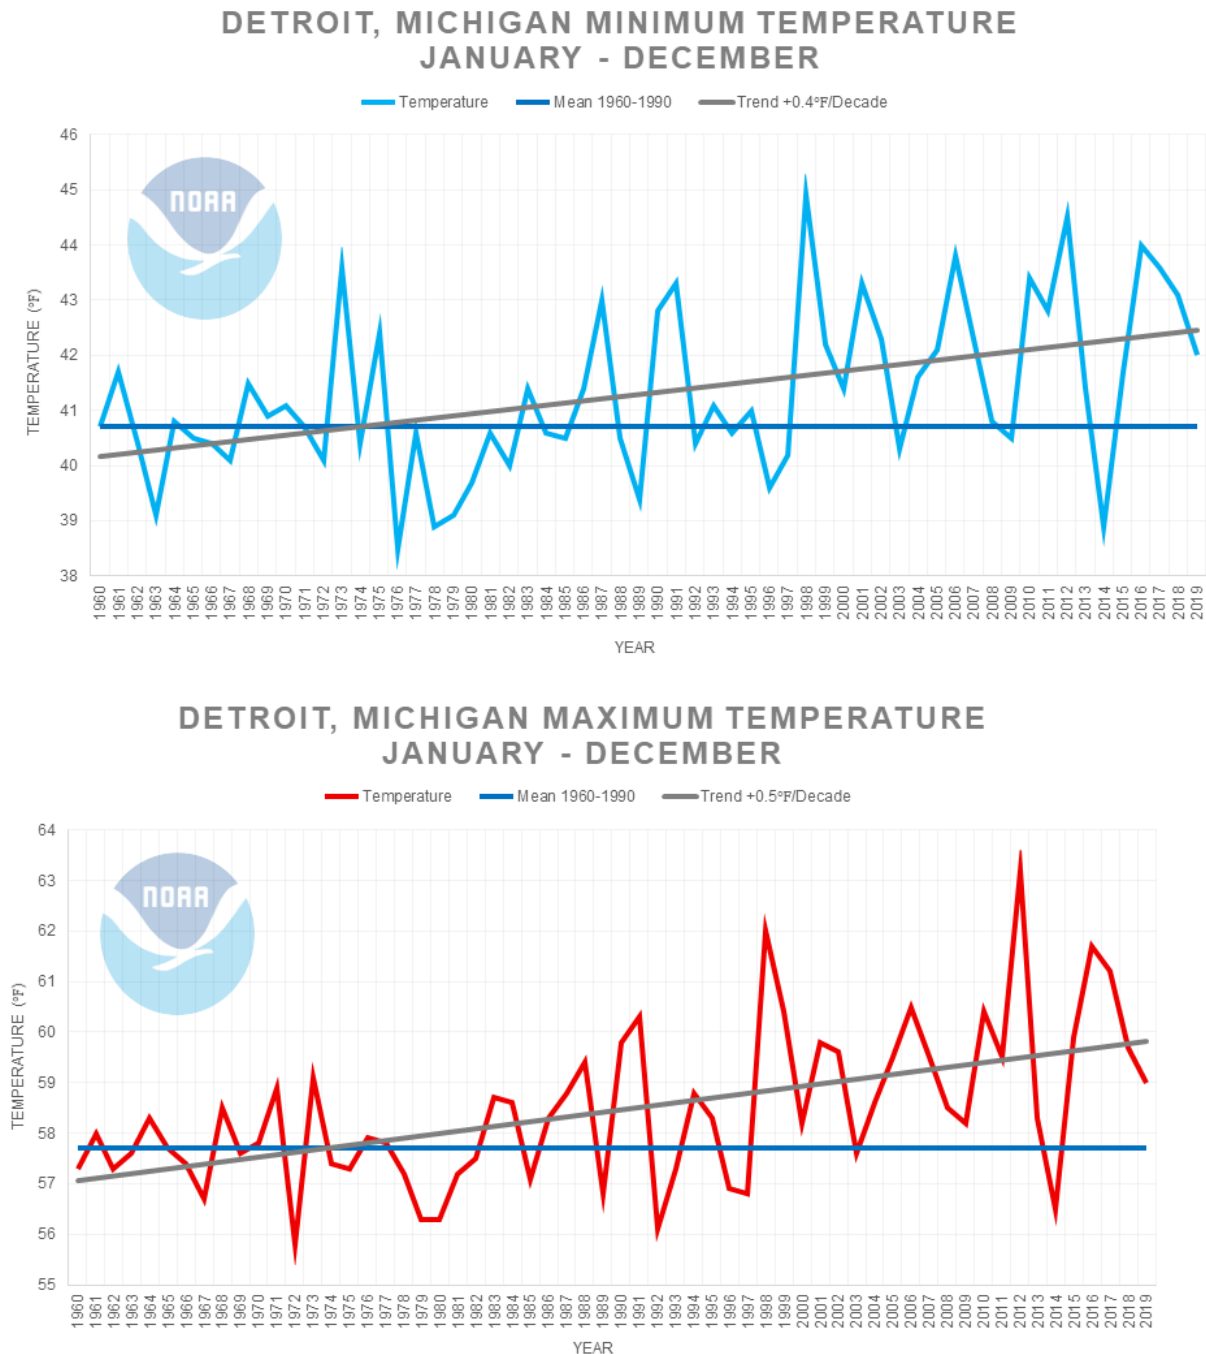 DETROIT, MICHIGAN MINIMUM TEMPERATURE
JANUARY - DECEMBER
Temperature Mean 1960-1990 Trend +0.4°F/Decade
46
45
44
43
42
41
40
39
38
TEMPERATURE (°F)
NOAA
1960 1961 1962 1963 1964 1965 1966 1967 1968 1969 1970 1971 1972 1973 1974 1975 1976 1977 1978 1979 1980 1981 1982 1983 1984 1985 1986 1987 1988 1989 1990 1991 1992 1993 1994 1995 1996 1997 1998 1999 2000 2001 2002 2003 2004 2005 2006 2007 2008 2009 2010 2011 2012 2013 2014 2015 2016 2017 2018 2019
YEAR
DETROIT, MICHIGAN MAXIMUM TEMPERATURE
JANUARY - DECEMBER
Temperature Mean 1960-1990 Trend +0.5°F/Decade
64
63
62
61
60
59
58
57
56
55
TEMPERATURE (°F)
NOAA
1960 1961 1962 1963 1964 1965 1966 1967 1968 1969 1970 1971 1972 1973 1974 1975 1976 1977 1978 1979 1980 1981 1982 1983 1984 1985 1986 1987 1988 1989 1990 1991 1992 1993 1994 1995 1996 1997 1998 1999 2000 2001 2002 2003 2004 2005 2006 2007 2008 2009 2010 2011 2012 2013 2014 2015 2016 2017 2018 2019
YEAR